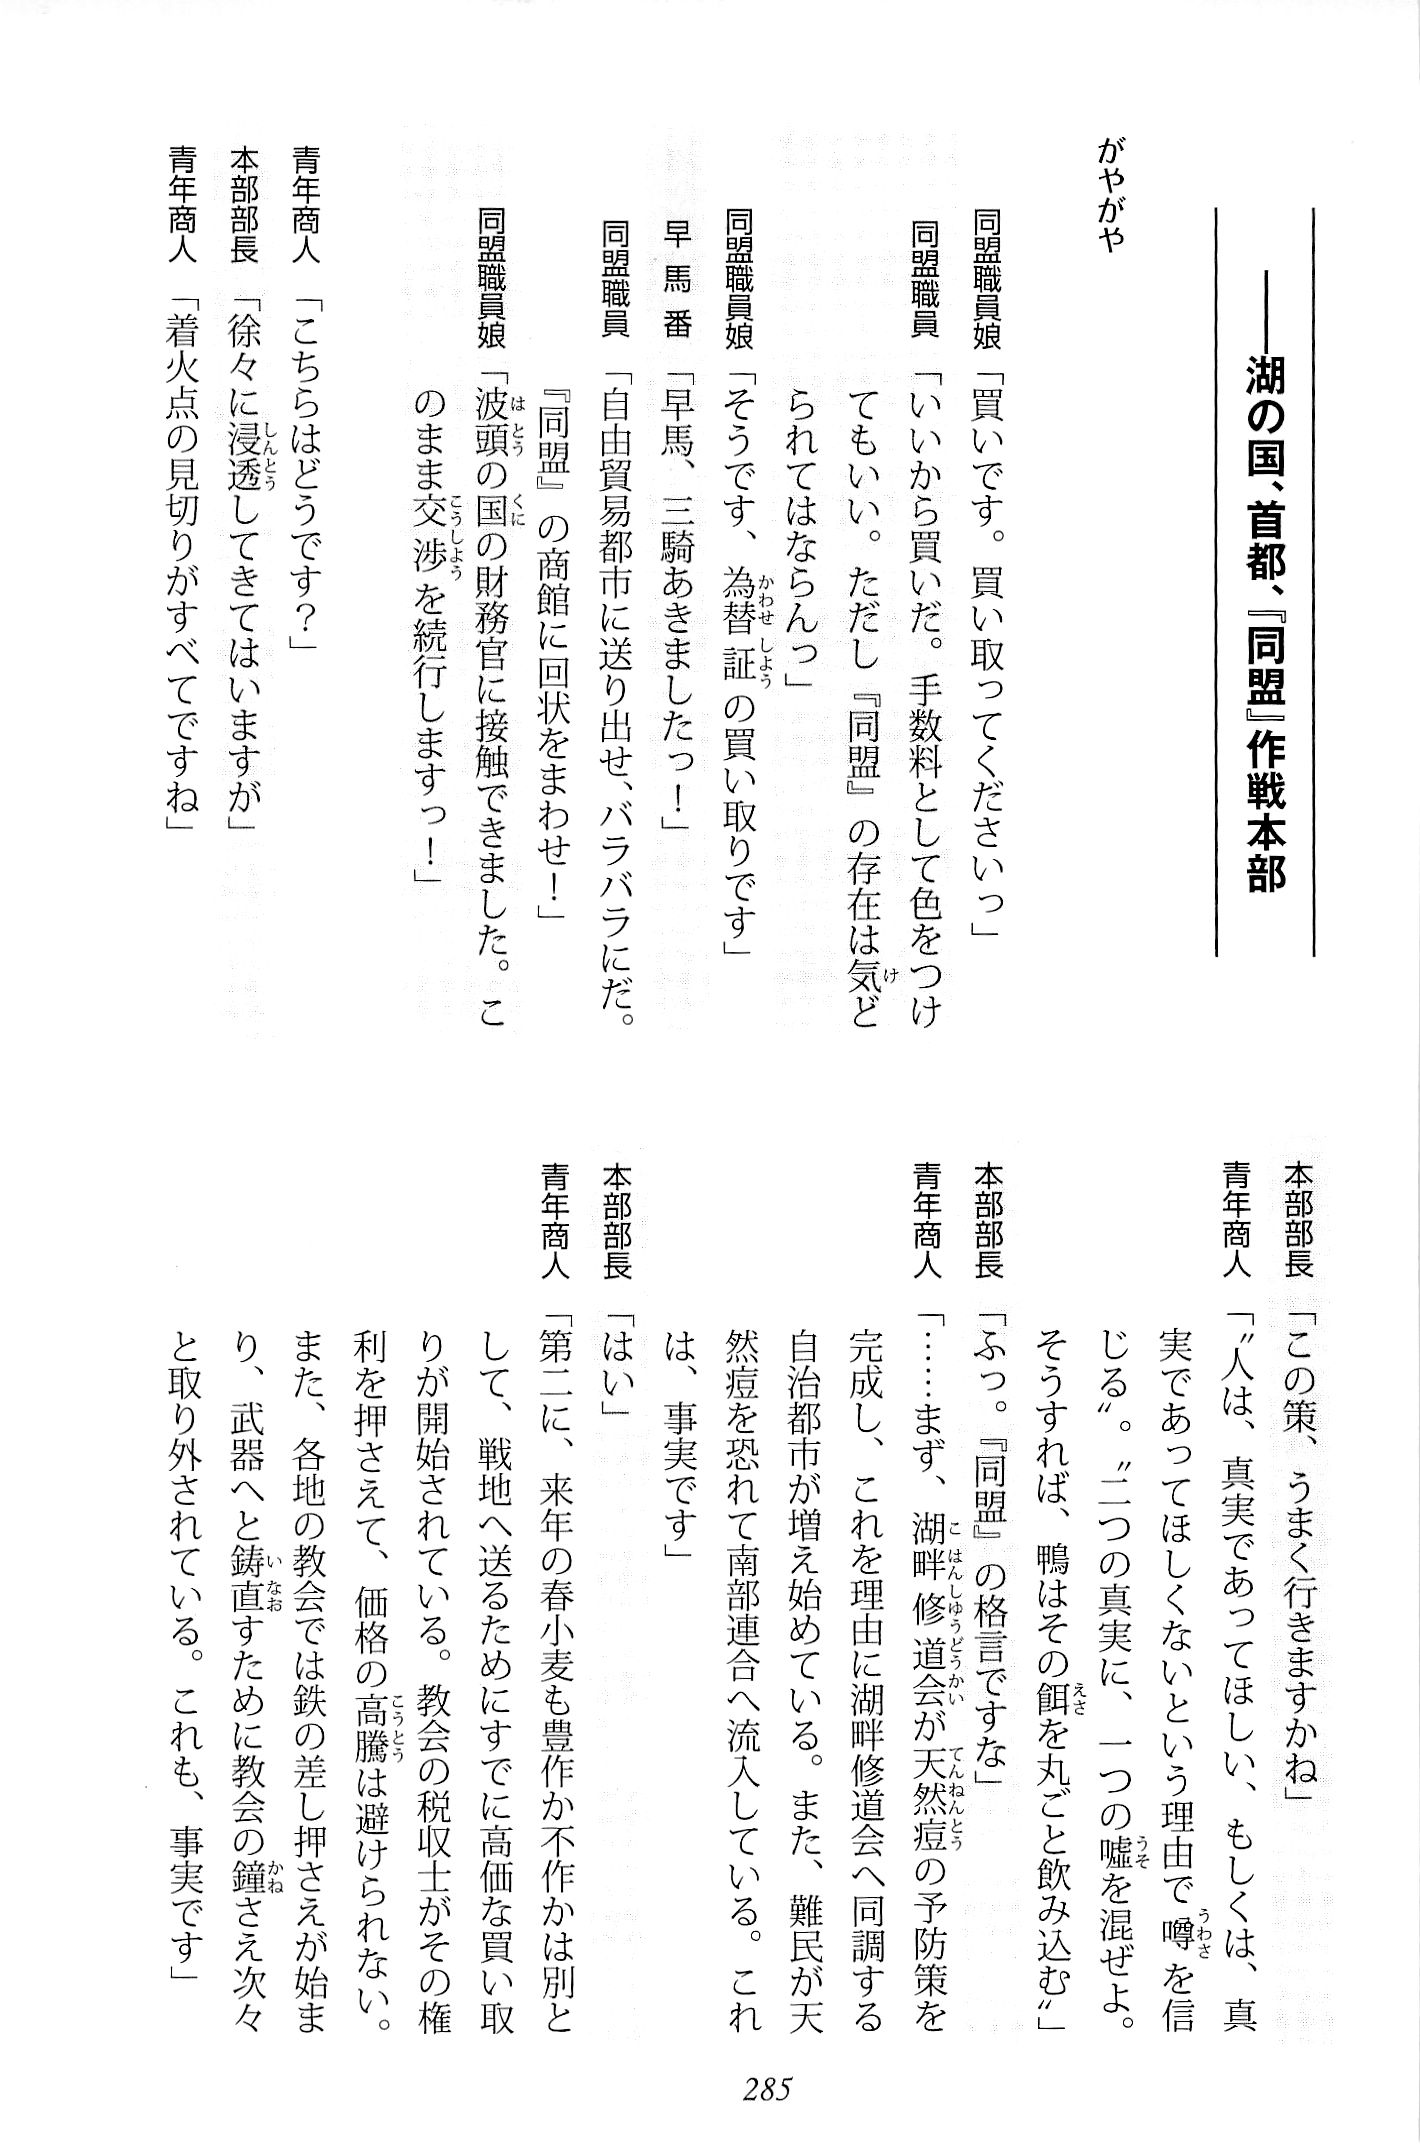 ――湖の国、首都、『同盟』作戦本部
がやがや
同盟職員娘「買いです。買い取ってくださいっ」
同盟職員「いいから買いだ。手数料として色をつけ
てもいい。ただし『同盟』の存在は気ど
られてはならんっ」
同盟職員娘「そうです、為替証の買い取りです」
早馬番「早馬、三騎あきましたっ！」
同盟職員「自由貿易都市に送り出せ、バラバラにだ。
『同盟』の商館に回状をまわせ！」
同盟職員娘「波頭の国の財務官に接触できました。こ
のまま交渉を続行しますっ！」
青年商人「こちらはどうです？」
本部部長「徐々に浸透してきてはいますが」
青年商人「着火点の見切りがすべてですね」
本部部長「この策、うまく行きますかね」
青年商人「〝人は、真実であってほしい、もしくは、真
実であってほしくないという理由で噂を信
じる〟。〝二つの真実に、一つの嘘を混ぜよ。
そうすれば、鴨はその餌を丸ごと飲み込む〟」
本部部長「ふっ。『同盟』の格言ですな」
青年商人「……まず、湖畔修道会が天然痘の予防策を
完成し、これを理由に湖畔修道会へ同調する
自治都市が増え始めている。また、難民が天
然痘を恐れて南部連合へ流入している。これ
は、事実です」
本部部長「はい」
青年商人「第二に、来年の春小麦も豊作か不作かは別と
して、戦地へ送るためにすでに高価な買い取
りが開始されている。教会の税収士がその権
利を押さえて、価格の高騰は避けられない。
また、各地の教会では鉄の差し押さえが始ま
り、武器へと鋳直すために教会の鐘さえ次々
と取り外されている。これも、事実です」
285